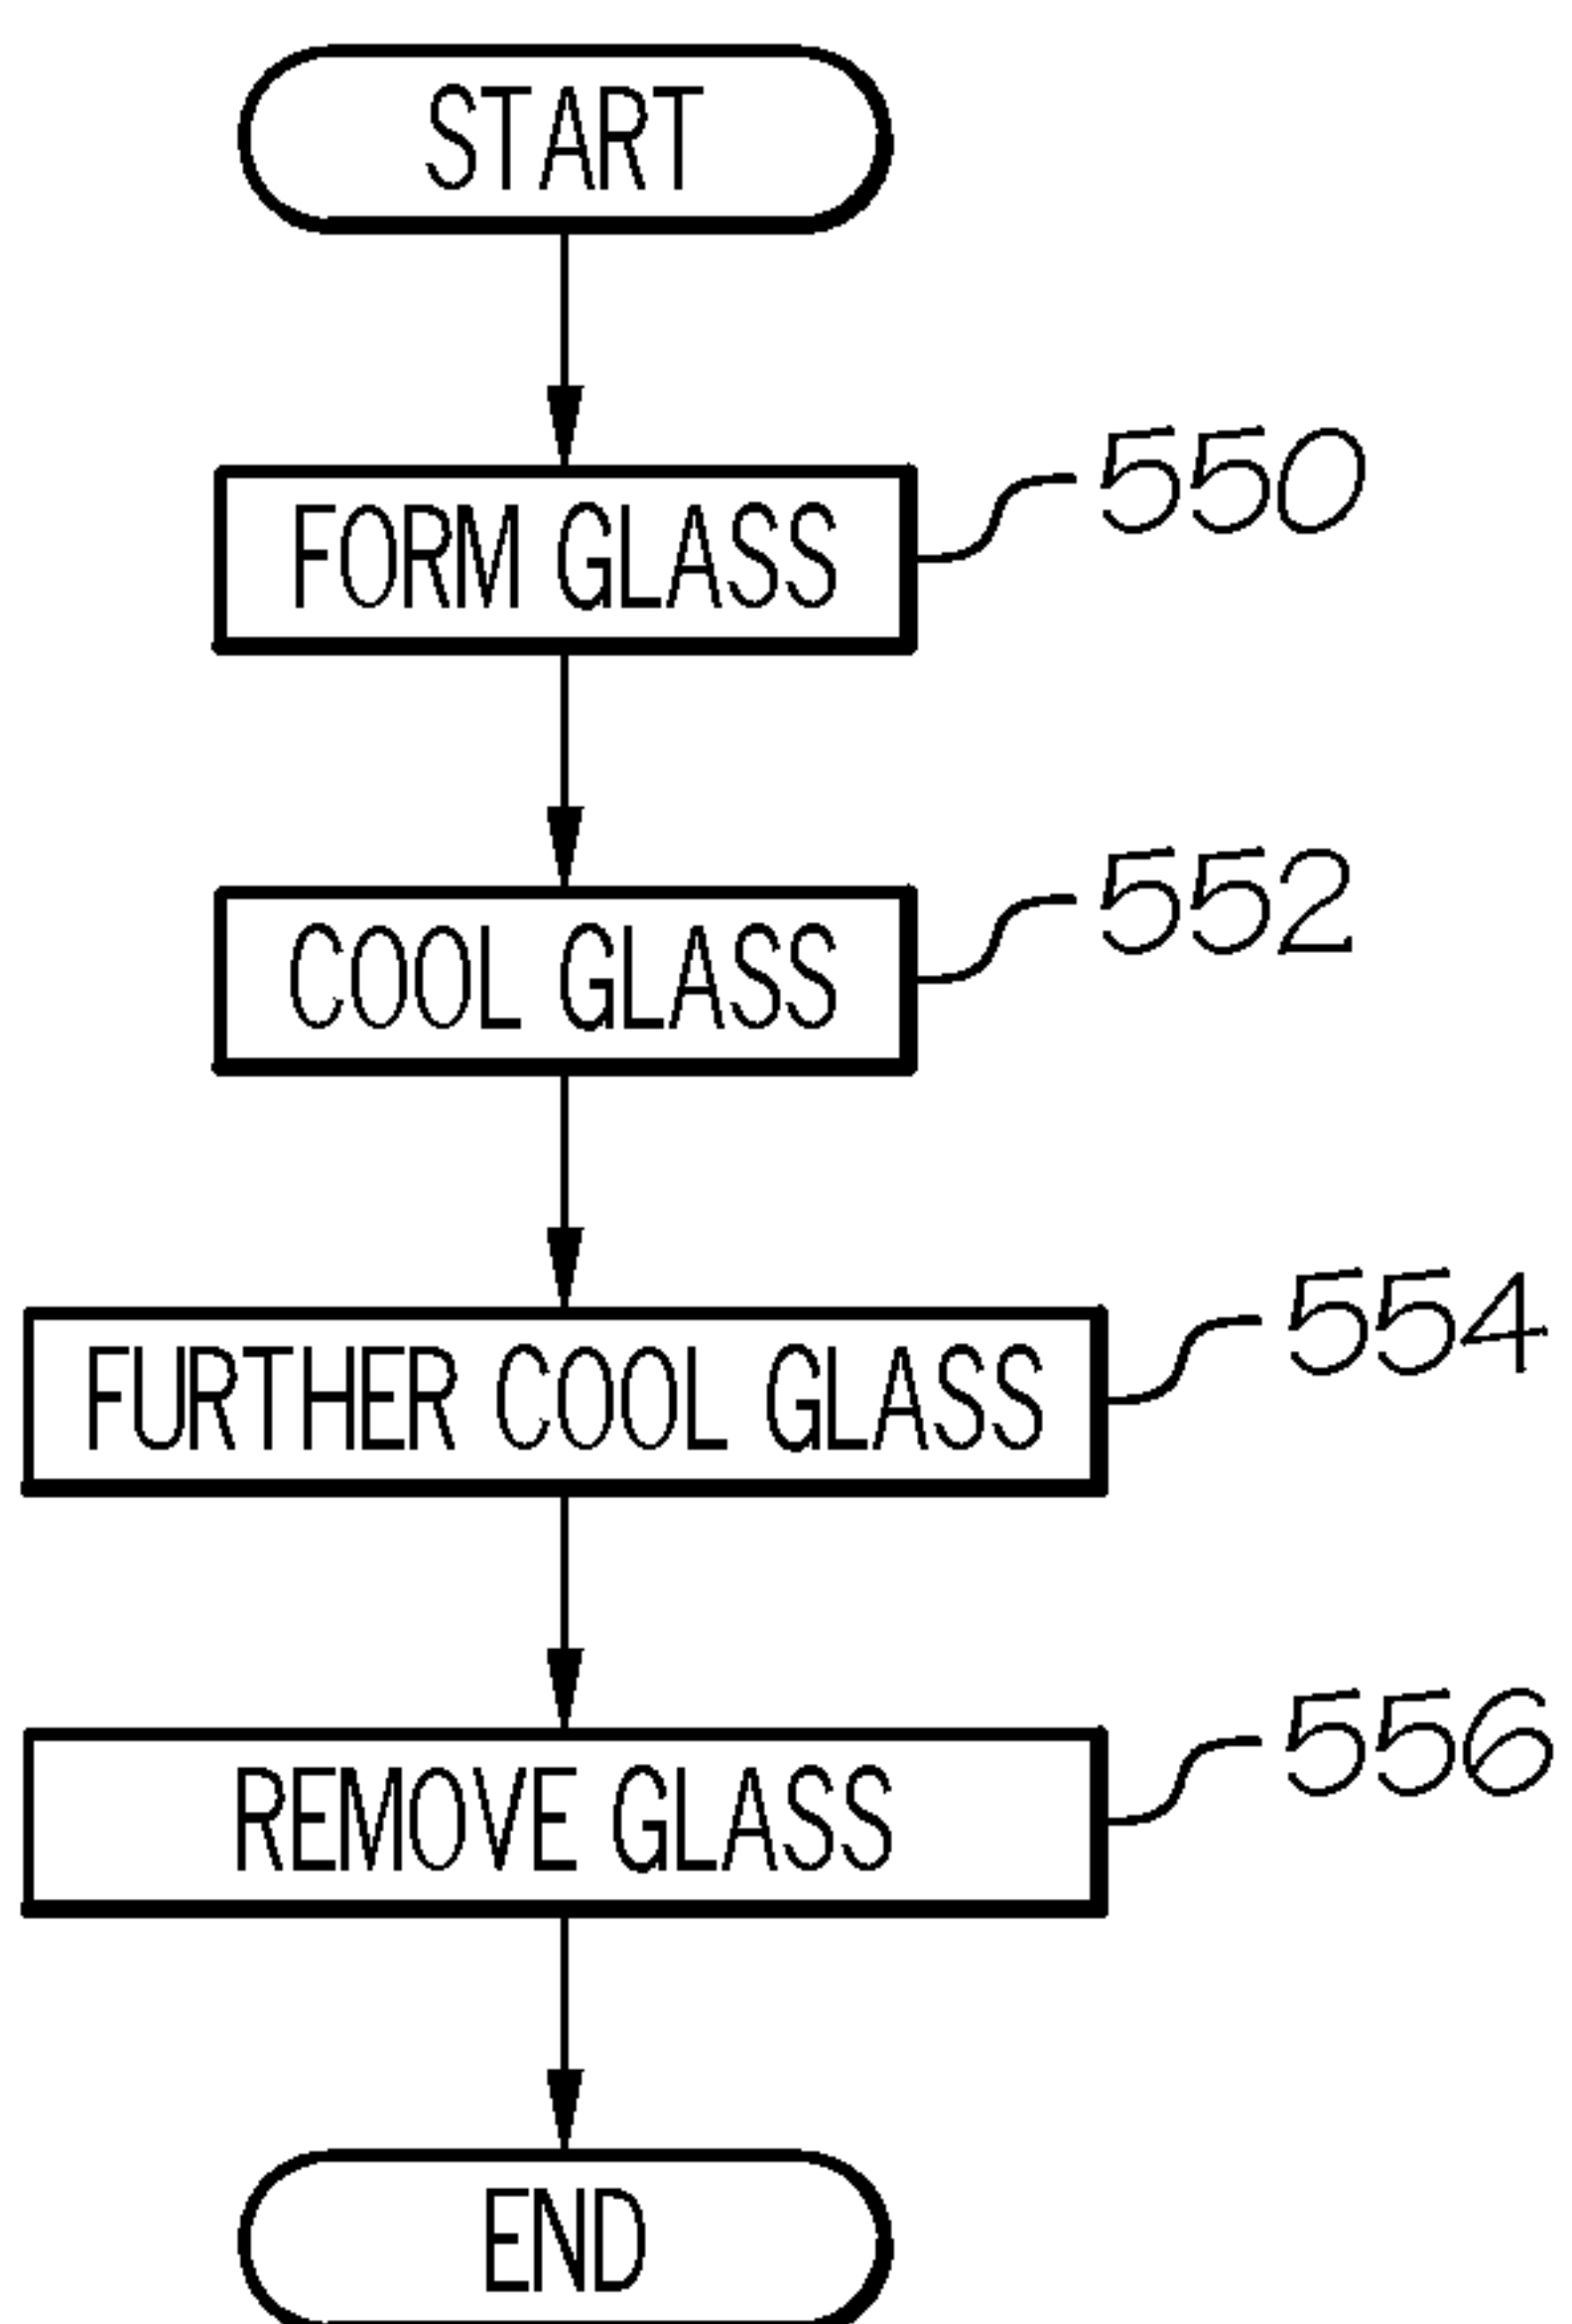 START
FORM GLASS
550
COOL GLASS
552
FURTHER COOL GLASS
554
REMOVE GLASS
556
END